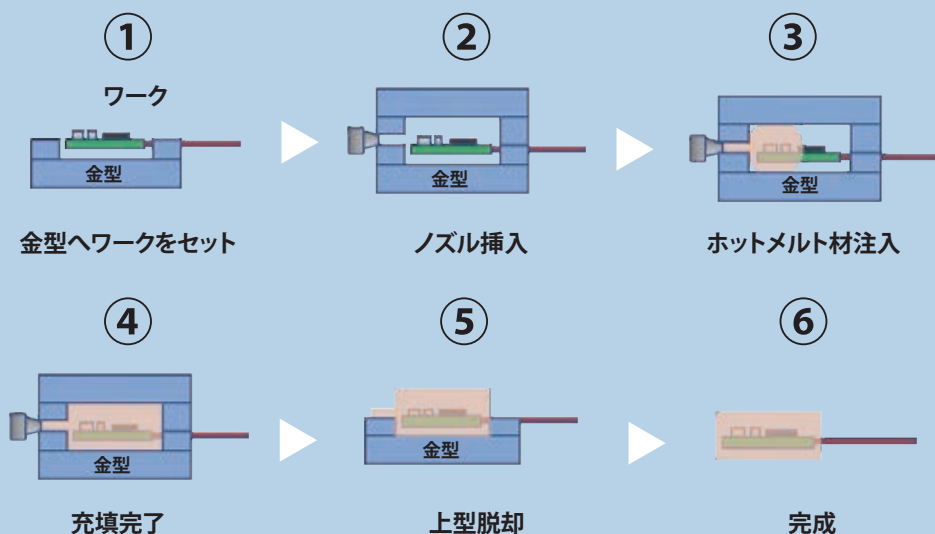 ①
②
③
ワーク
金型
金型
金型
金型へワークをセット
ノズル挿入
ホットメルト材注入
④
⑤
⑥
金型
金型
充填完了
上型脱却
完成